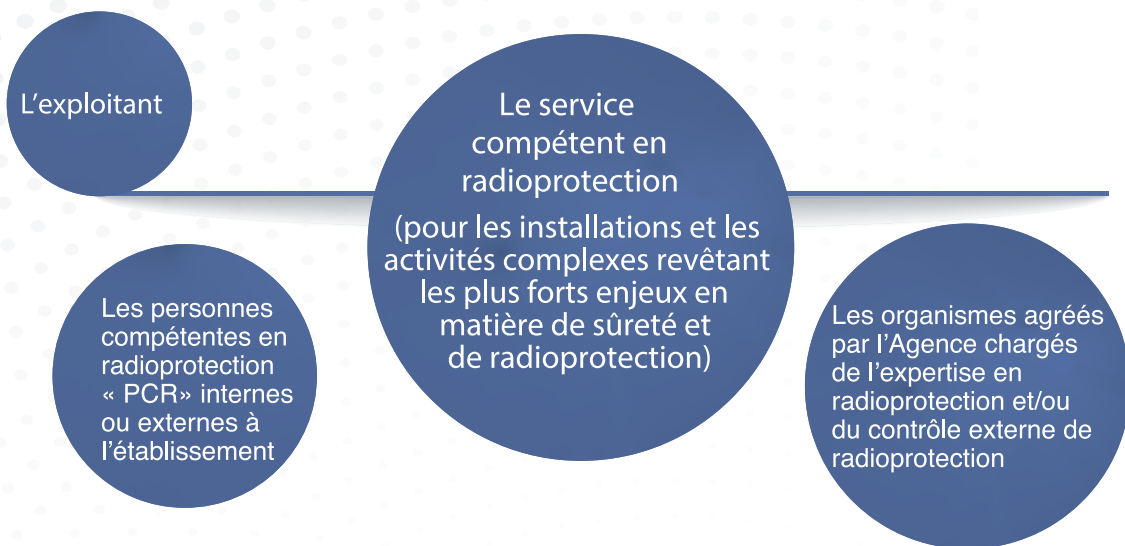 L’exploitant
Le service
compétent en
radioprotection
(pour les installations et les
activités complexes revêtant
les plus forts enjeux en
matière de sûreté et
de radioprotection)
Les personnes
compétentes en
radioprotection
« PCR» internes
ou externes à
l’établissement
Les organismes agréés
par l’Agence chargés
de l’expertise en
radioprotection et/ou
du contrôle externe de
radioprotection